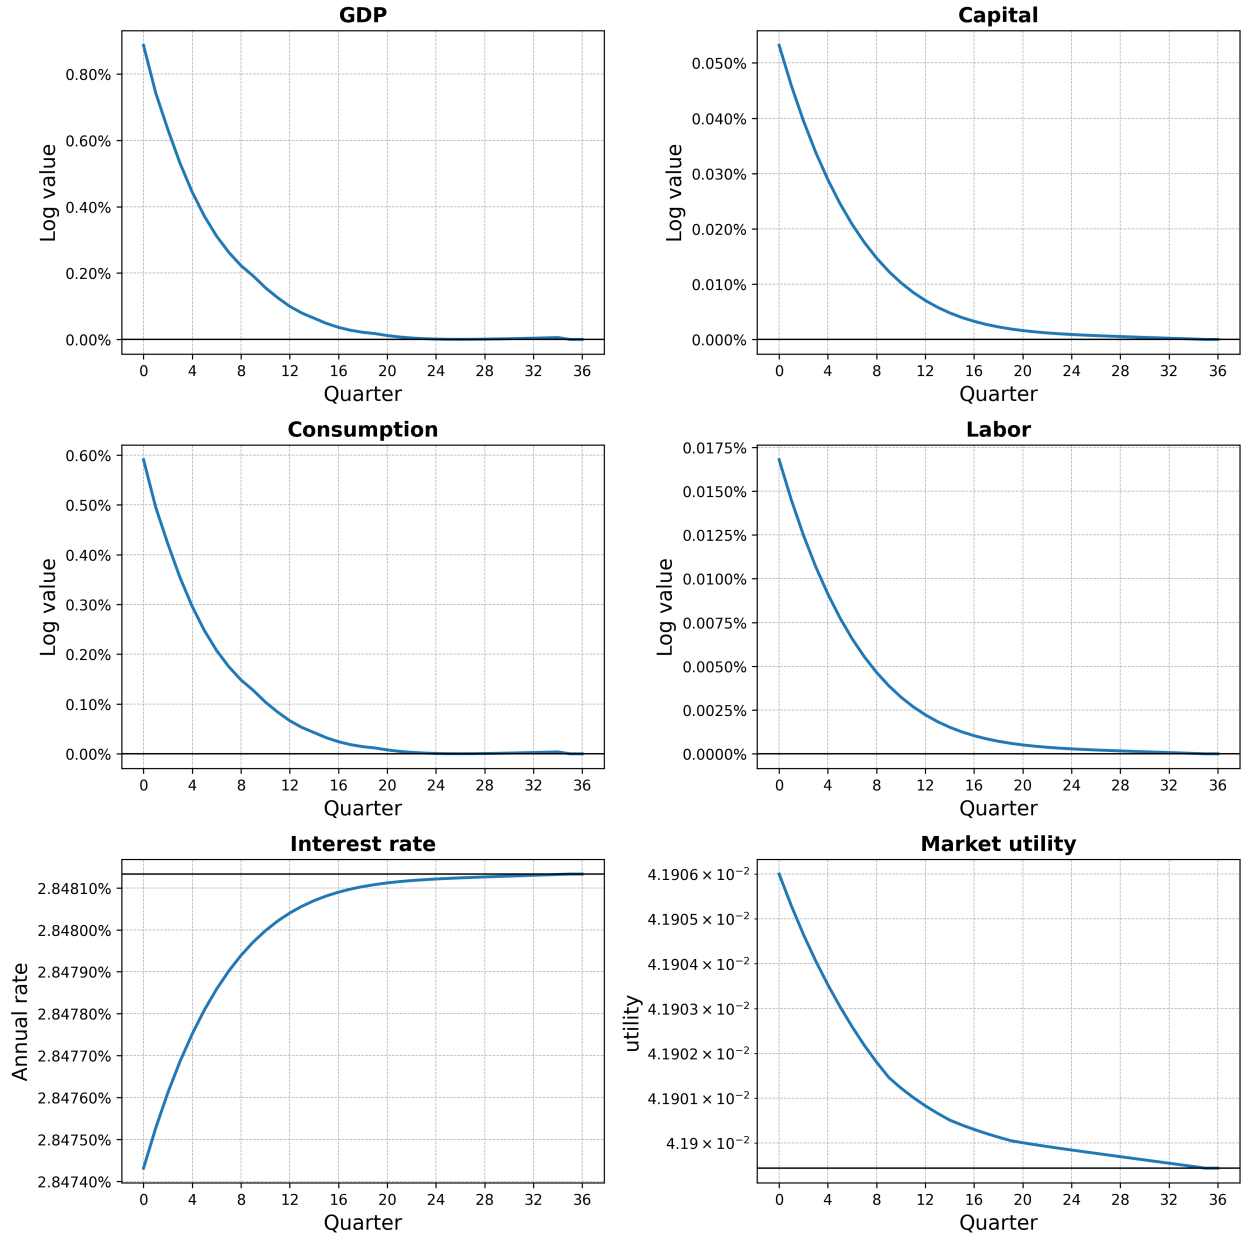 GDP
0.80%
0.60%
0.40%
0.20%
0.00%
Log value
0 4 8 12 16 20 24 28 32 36
Quarter
Capital
0.050%
0.040%
0.030%
0.020%
0.010%
0.000%
Log value
0 4 8 12 16 20 24 28 32 36
Quarter
Consumption
0.60%
0.50%
0.40%
0.30%
0.20%
0.10%
0.00%
Log value
0 4 8 12 16 20 24 28 32 36
Quarter
Labor
0.0175%
0.0150%
0.0125%
0.0100%
0.0075%
0.0050%
0.0025%
0.0000%
Log value
0 4 8 12 16 20 24 28 32 36
Quarter
Interest rate
2.84810%
2.84800%
2.84790%
2.84780%
2.84770%
2.84760%
2.84750%
2.84740%
Annual rate
0 4 8 12 16 20 24 28 32 36
Quarter
Market utility
4.1906 × 10⁻²
4.1905 × 10⁻²
4.1904 × 10⁻²
4.1903 × 10⁻²
4.1902 × 10⁻²
4.1901 × 10⁻²
4.19 × 10⁻²
utility
0 4 8 12 16 20 24 28 32 36
Quarter